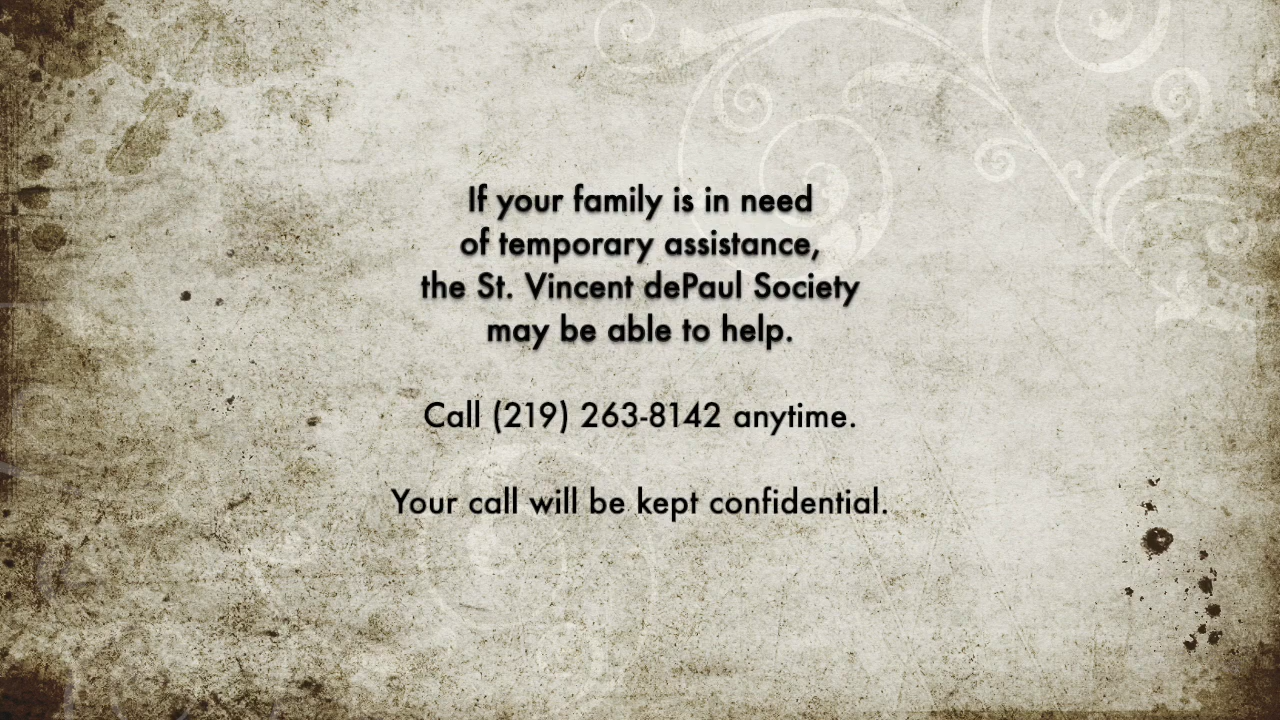 If your family is in need
of temporary assistance,
the St. Vincent dePaul Society
may be able to help.
Call (219) 263-8142 anytime.
Your call will be kept confidential.